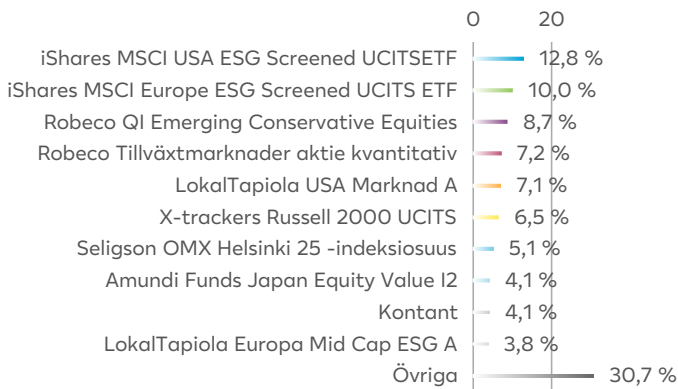 0 20
iShares MSCI USA ESG Screened UCITSETF 12,8 %
iShares MSCI Europe ESG Screened UCITS ETF 10,0 %
Robeco QI Emerging Conservative Equities 8,7 %
Robeco Tillväxtmarknader aktie kvantitativ 7,2 %
LokalTapiola USA Marknad A 7,1 %
X-trackers Russell 2000 UCITS 6,5 %
Seligson OMX Helsinki 25 -indeksiosuus 5,1 %
Amundi Funds Japan Equity Value I2 4,1 %
Kontant 4,1 %
LokalTapiola Europa Mid Cap ESG A 3,8 %
Övriga 30,7 %